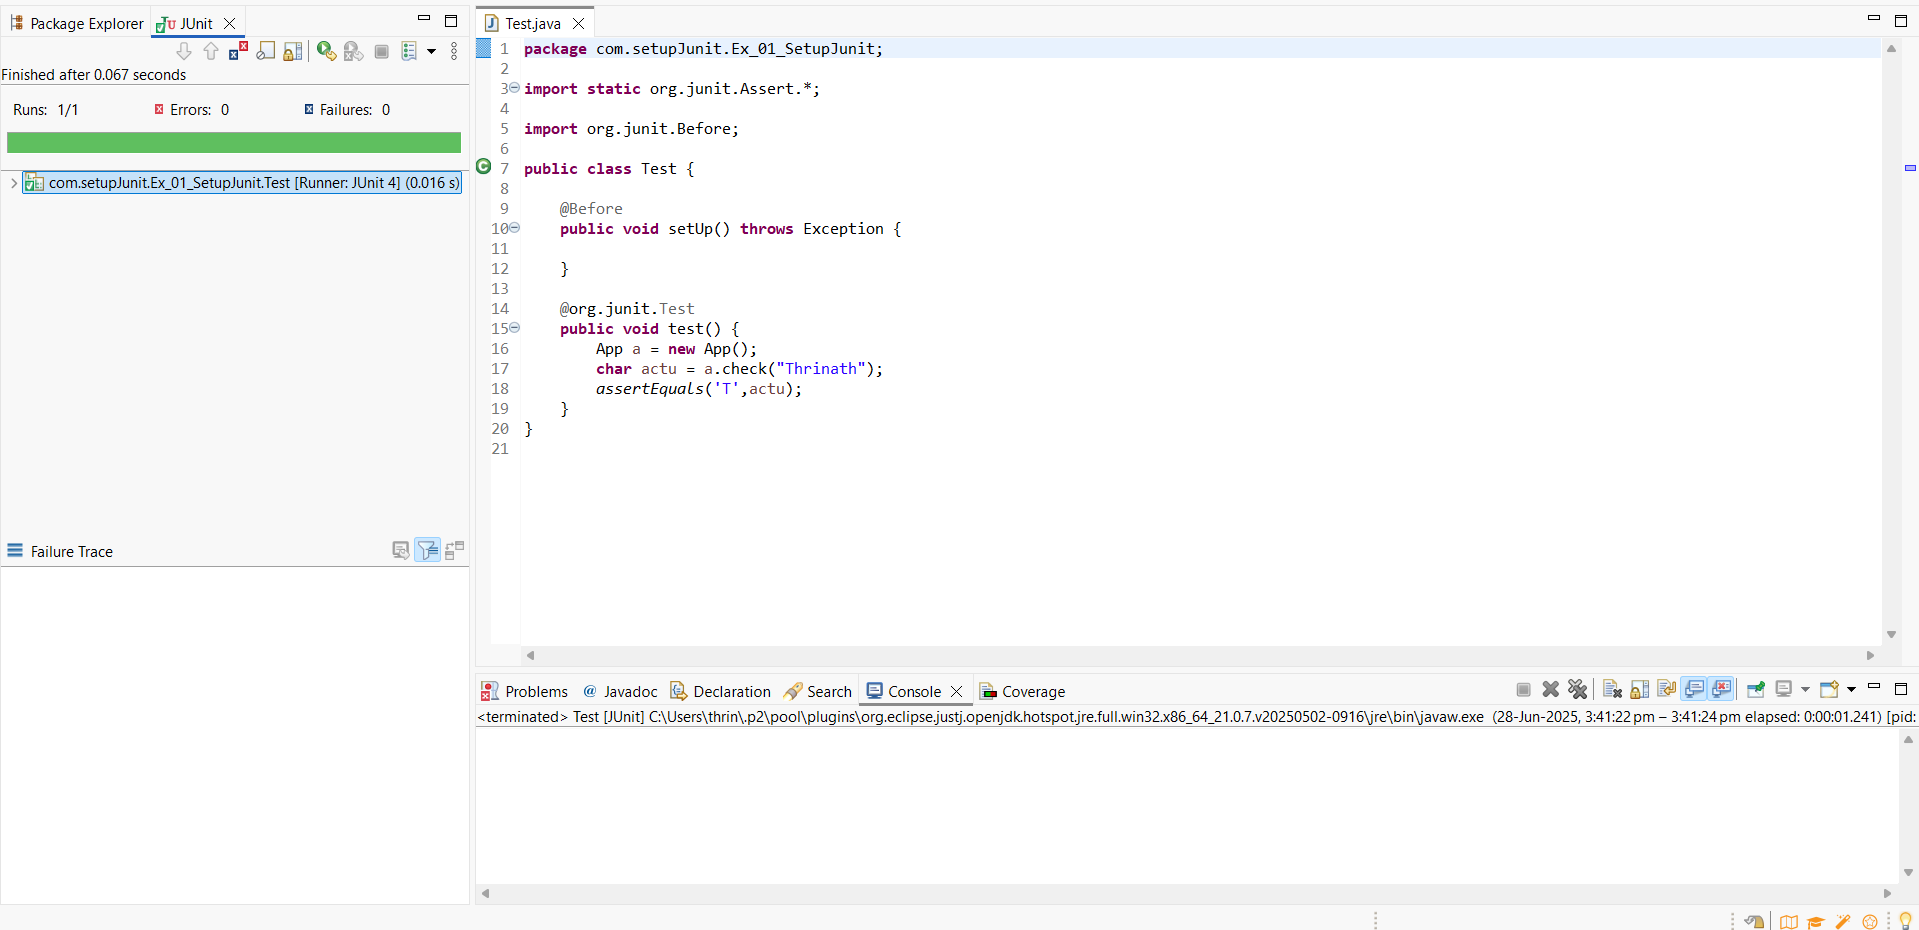 Package Explorer
JUnit
Finished after 0.067 seconds
Runs: 1/1
Errors: 0
Failures: 0
com.setupJunit.Ex_01_SetupJunit.Test [Runner: JUnit 4] (0.016 s)
Failure Trace
Test.java
1 package com.setupJunit.Ex_01_SetupJunit;
2
3 import static org.junit.Assert.*;
4
5 import org.junit.Before;
6
7 public class Test {
8
9 @Before
10 public void setUp() throws Exception {
11
12 }
13
14 @org.junit.Test
15 public void test() {
16 App a = new App();
17 char actu = a.check("Thrinath");
18 assertEquals('T',actu);
19 }
20 }
21
Problems @ Javadoc Declaration Search Console Coverage
<terminated> Test [JUnit] C:\Users\thrin\.p2\pool\plugins\org.eclipse.justj.openjdk.hotspot.jre.full.win32.x86_64_21.0.7.v20250502-0916\jre\bin\javaw.exe (28-Jun-2025, 3:41:22 pm – 3:41:24 pm elapsed: 0:00:01.241) [pid: